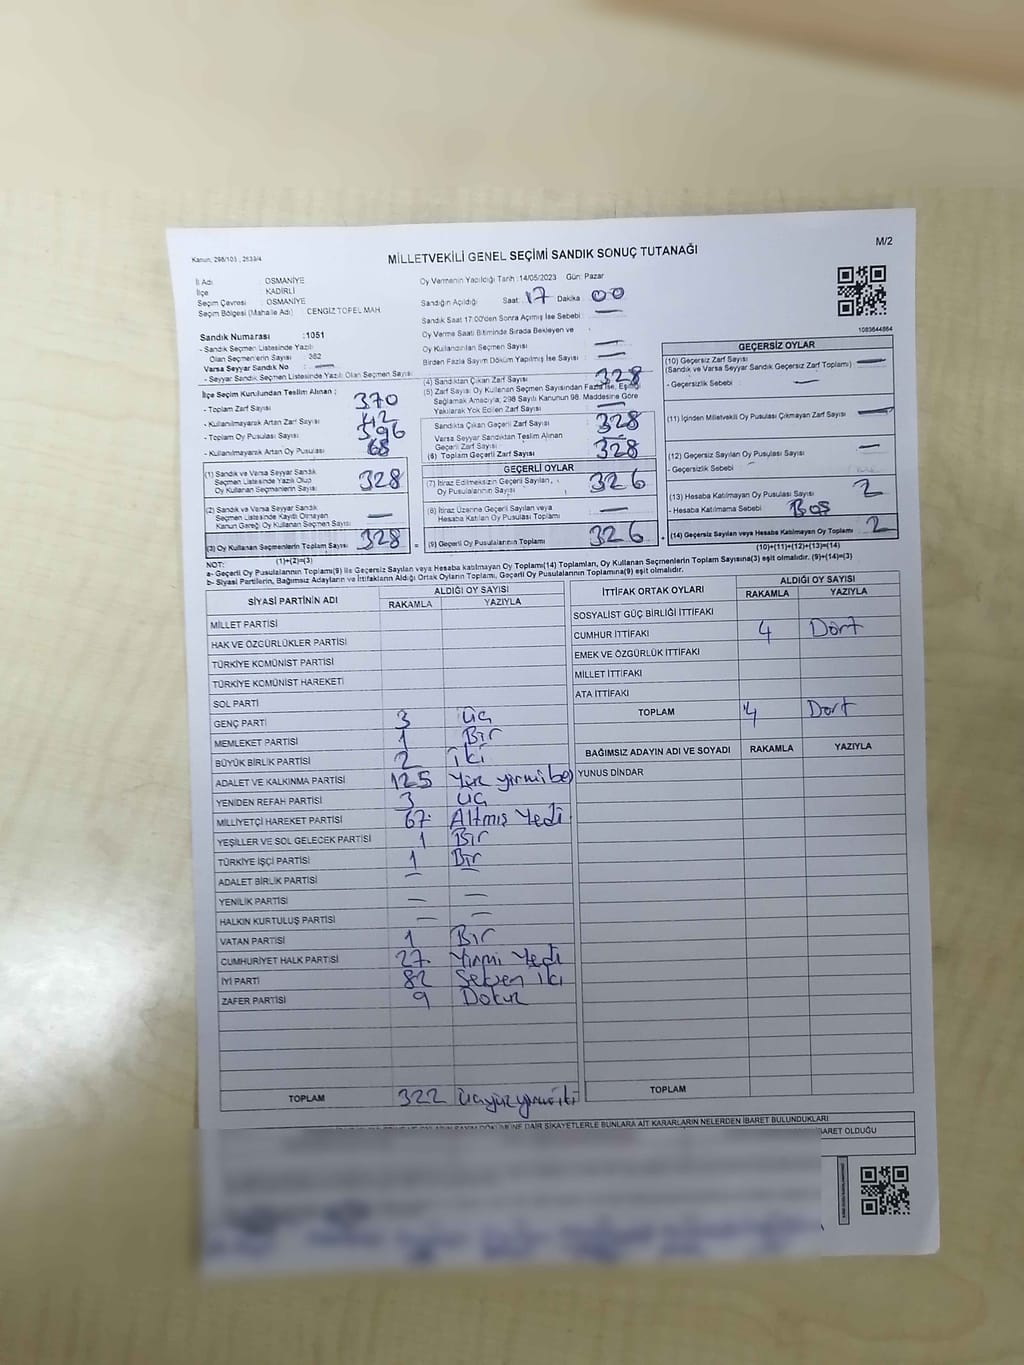 Kanun: 298/103 ; 2839/4
MİLLETVEKİLİ GENEL SEÇİMİ SANDIK SONUÇ TUTANAĞI
M/2
İl Adı : OSMANİYE
İlçe : KADİRLİ
Seçim Çevresi : OSMANİYE
Seçim Bölgesi (Mahalle Adı) CENGİZ TOPEL MAH.
Oy Vermenin Yapıldığı Tarih :14/05/2023 Gün: Pazar
Sandığın Açıldığı Saat: 17 Dakika : 00
Sandık Saat 17:00'den Sonra Açılmış İse Sebebi : —
Oy Verme Saati Bitiminde Sırada Bekleyen ve
Oy Kullandırılan Seçmen Sayısı : —
Birden Fazla Sayım Döküm Yapılmış İse Sayısı : —
1083644864
Sandık Numarası :1051
- Sandık Seçmen Listesinde Yazılı
Olan Seçmenlerin Sayısı : 382
Varsa Seyyar Sandık No : —
- Seyyar Sandık Seçmen Listesinde Yazılı Olan Seçmen Sayısı:
İlçe Seçim Kurulundan Teslim Alınan ;
- Toplam Zarf Sayısı : 370
- Kullanılmayarak Artan Zarf Sayısı : 42
- Toplam Oy Pusulası Sayısı : 396
- Kullanılmayarak Artan Oy Pusulası : 68
(1) Sandık ve Varsa Seyyar Sandık
Seçmen Listesinde Yazılı Olup
Oy Kullanan Seçmenlerin Sayısı : 328
(2) Sandık ve Varsa Seyyar Sandık
Seçmen Listesinde Kaydı Olmayan
Kanun Gereği Oy Kullanan Seçmen Sayısı : —
(3) Oy Kullanan Seçmenlerin Toplam Sayısı : 328
(1)+(2)=(3)
(4) Sandıktan Çıkan Zarf Sayısı : 328
(5) Zarf Sayısı Oy Kullanan Seçmen Sayısından Fazla İse, Eşitliği
Sağlamak Amacıyla; 298 Sayılı Kanunun 98. Maddesine Göre
Yakılarak Yok Edilen Zarf Sayısı : —
Sandıkta Çıkan Geçerli Zarf Sayısı : 328
Varsa Seyyar Sandıktan Teslim Alınan
Geçerli Zarf Sayısı : —
(6) Toplam Geçerli Zarf Sayısı : 328
GEÇERLİ OYLAR
(7) İtiraz Edilmeksizin Geçerli Sayılan,
Oy Pusulalarının Sayısı : 326
(8) İtiraz Üzerine Geçerli Sayılan veya
Hesaba Katılan Oy Pusulası Toplamı : —
= (9) Geçerli Oy Pusulalarının Toplamı : 326
GEÇERSİZ OYLAR
(10) Geçersiz Zarf Sayısı : —
(Sandık ve Varsa Seyyar Sandık Geçersiz Zarf Toplamı)
- Geçersizlik Sebebi : —
(11) İçinden Milletvekili Oy Pusulası Çıkmayan Zarf Sayısı : —
(12) Geçersiz Sayılan Oy Pusulası Sayısı : —
- Geçersizlik Sebebi
(13) Hesaba Katılmayan Oy Pusulası Sayısı : 2
- Hesaba Katılmama Sebebi : Boş
+ (14) Geçersiz Sayılan veya Hesaba Katılmayan Oy Toplamı : 2
(10)+(11)+(12)+(13)=(14)
NOT:
a- Geçerli Oy Pusulalarının Toplamı(9) ile Geçersiz Sayılan veya Hesaba katılmayan Oy Toplamı(14) Toplamları, Oy Kullanan Seçmenlerin Toplam Sayısına(3) eşit olmalıdır. (9)+(14)=(3)
b- Siyasi Partilerin, Bağımsız Adayların ve İttifakların Aldığı Ortak Oyların Toplamı, Geçerli Oy Pusulalarının Toplamına(9) eşit olmalıdır.
SİYASİ PARTİNİN ADI ALDIĞI OY SAYISI
RAKAMLA YAZIYLA
MİLLET PARTİSİ
HAK VE ÖZGÜRLÜKLER PARTİSİ
TÜRKİYE KOMÜNİST PARTİSİ
TÜRKİYE KOMÜNİST HAREKETİ
SOL PARTİ
GENÇ PARTİ 3 üç
MEMLEKET PARTİSİ 1 Bir
BÜYÜK BİRLİK PARTİSİ 2 iki
ADALET VE KALKINMA PARTİSİ 125 Yüz yirmi beş
YENİDEN REFAH PARTİSİ 3 üç
MİLLİYETÇİ HAREKET PARTİSİ 67 Altmış Yedi
YEŞİLLER VE SOL GELECEK PARTİSİ 1 Bir
TÜRKİYE İŞÇİ PARTİSİ 1 Bir
ADALET BİRLİK PARTİSİ — —
YENİLİK PARTİSİ — —
HALKIN KURTULUŞ PARTİSİ — —
VATAN PARTİSİ 1 Bir
CUMHURİYET HALK PARTİSİ 27 Yirmi Yedi
İYİ PARTİ 82 Seksen iki
ZAFER PARTİSİ 9 Dokuz
TOPLAM 322 üçyüzyirmiiki
İTTİFAK ORTAK OYLARI ALDIĞI OY SAYISI
RAKAMLA YAZIYLA
SOSYALİST GÜÇ BİRLİĞİ İTTİFAKI
CUMHUR İTTİFAKI 4 Dört
EMEK VE ÖZGÜRLÜK İTTİFAKI
MİLLET İTTİFAKI
ATA İTTİFAKI
TOPLAM 4 Dört
BAĞIMSIZ ADAYIN ADI VE SOYADI RAKAMLA YAZIYLA
YUNUS DİNDAR
TOPLAM
OYLARIN SAYIM DÖKÜMÜNE DAİR ŞİKAYETLERLE BUNLARA AİT KARARLARIN NELERDEN İBARET BULUNDUKLARI
İBARET OLDUĞU